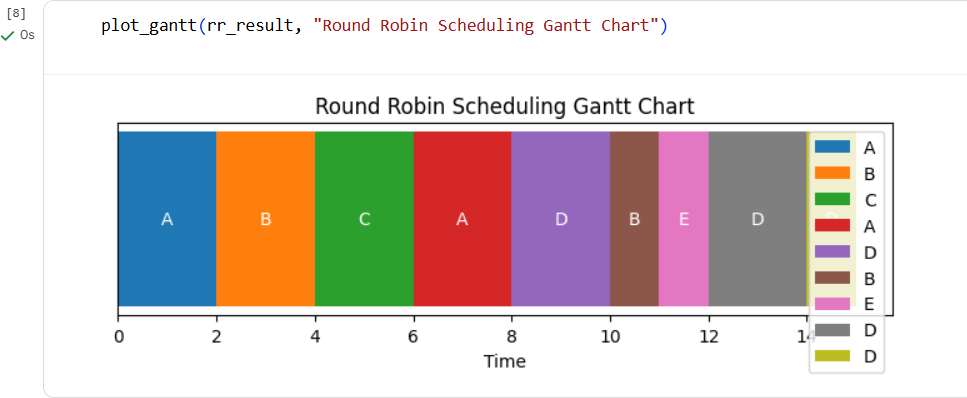 [8]
0s
plot_gantt(rr_result, "Round Robin Scheduling Gantt Chart")
Round Robin Scheduling Gantt Chart
A B C A D B E D D
A
B
C
A
D
B
E
D
D
0 2 4 6 8 10 12 14
Time